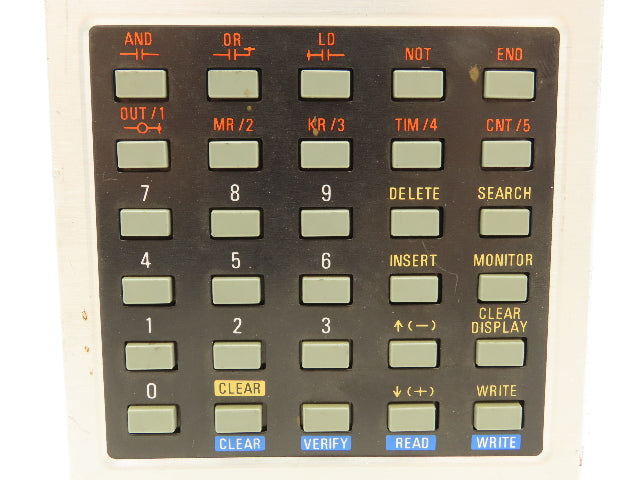 AND OR LD NOT END
OUT/1 MR/2 KR/3 TIM/4 CNT/5
7 8 9 DELETE SEARCH
4 5 6 INSERT MONITOR
1 2 3 ↑(−) CLEAR
DISPLAY
0 CLEAR ↓(+) WRITE
CLEAR VERIFY READ WRITE